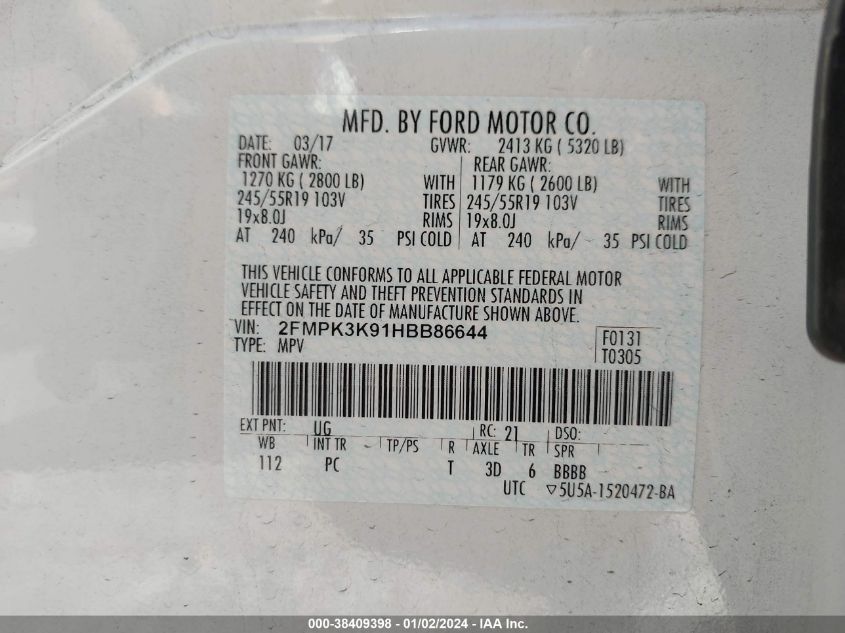 MFD. BY FORD MOTOR CO.
DATE: 03/17 GVWR: 2413 KG ( 5320 LB)
FRONT GAWR: REAR GAWR:
1270 KG ( 2800 LB) WITH 1179 KG ( 2600 LB) WITH
245/55R19 103V TIRES 245/55R19 103V TIRES
19x8.0J RIMS 19x8.0J RIMS
AT 240 kPa/ 35 PSI COLD AT 240 kPa/ 35 PSI COLD
THIS VEHICLE CONFORMS TO ALL APPLICABLE FEDERAL MOTOR
VEHICLE SAFETY AND THEFT PREVENTION STANDARDS IN
EFFECT ON THE DATE OF MANUFACTURE SHOWN ABOVE.
VIN: 2FMPK3K91HBB86644 F0131
TYPE: MPV T0305
EXT PNT: UG RC: 21 DSO:
WB INT TR TP/PS R AXLE TR SPR
112 PC T 3D 6 BBBB
UTC ▽5U5A-1520472-BA
000-38409398 - 01/02/2024 - IAA Inc.